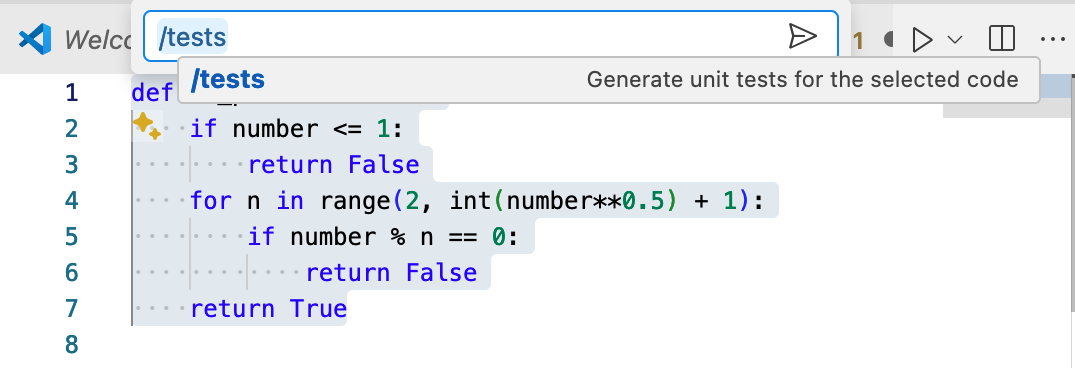 /tests
Welco
1
/tests Generate unit tests for the selected code
1 def
2 if number <= 1:
3 return False
4 for n in range(2, int(number**0.5) + 1):
5 if number % n == 0:
6 return False
7 return True
8